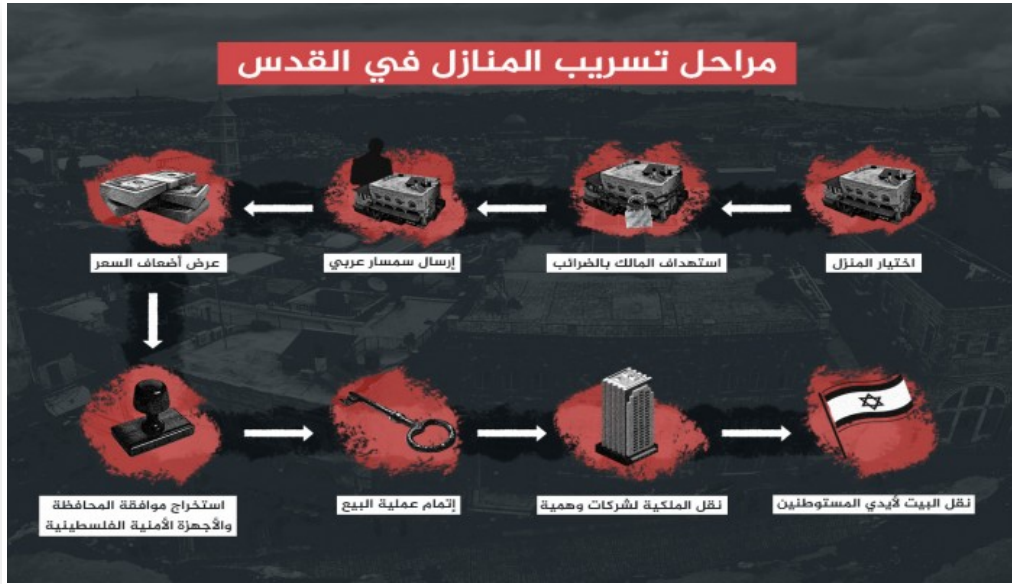 مراحل تسريب المنازل في القدس
اختيار المنزل
استهداف المالك بالضرائب
إرسال سمسار عربي
عرض أضعاف السعر
استخراج موافقة المحافظة
والأجهزة الأمنية الفلسطينية
إتمام عملية البيع
نقل الملكية لشركات وهمية
نقل البيت لأيدي المستوطنين